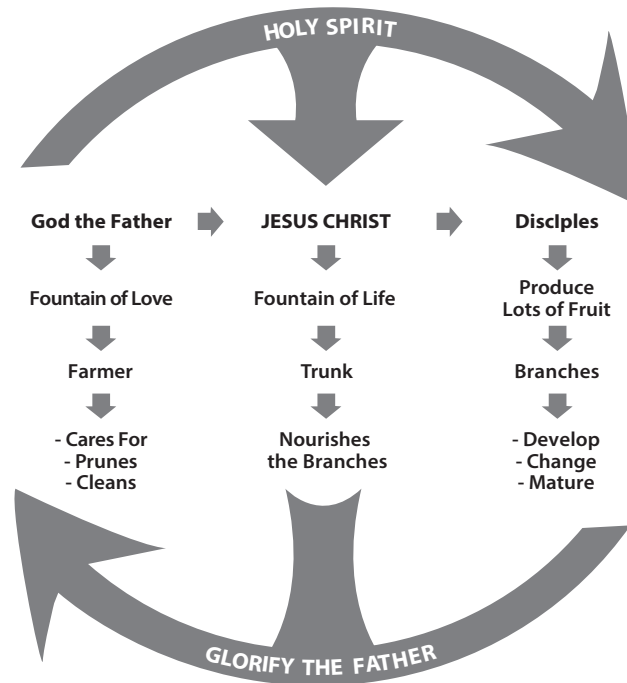 HOLY SPIRIT
God the Father
JESUS CHRIST
Disciples
Fountain of Love
Fountain of Life
Produce
Lots of Fruit
Farmer
Trunk
Branches
- Cares For
- Prunes
- Cleans
Nourishes
the Branches
- Develop
- Change
- Mature
GLORIFY THE FATHER